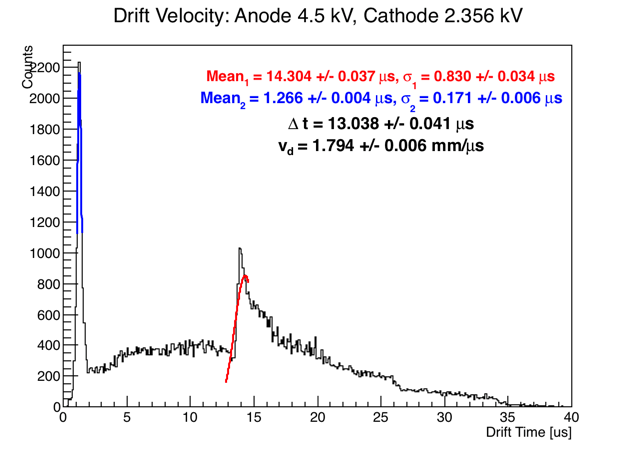 Drift Velocity: Anode 4.5 kV, Cathode 2.356 kV
Counts
Mean1 = 14.304 +/- 0.037 μs, σ1 = 0.830 +/- 0.034 μs
Mean2 = 1.266 +/- 0.004 μs, σ2 = 0.171 +/- 0.006 μs
Δ t = 13.038 +/- 0.041 μs
vd = 1.794 +/- 0.006 mm/μs
2200
2000
1800
1600
1400
1200
1000
800
600
400
200
0
0 5 10 15 20 25 30 35 40
Drift Time [us]